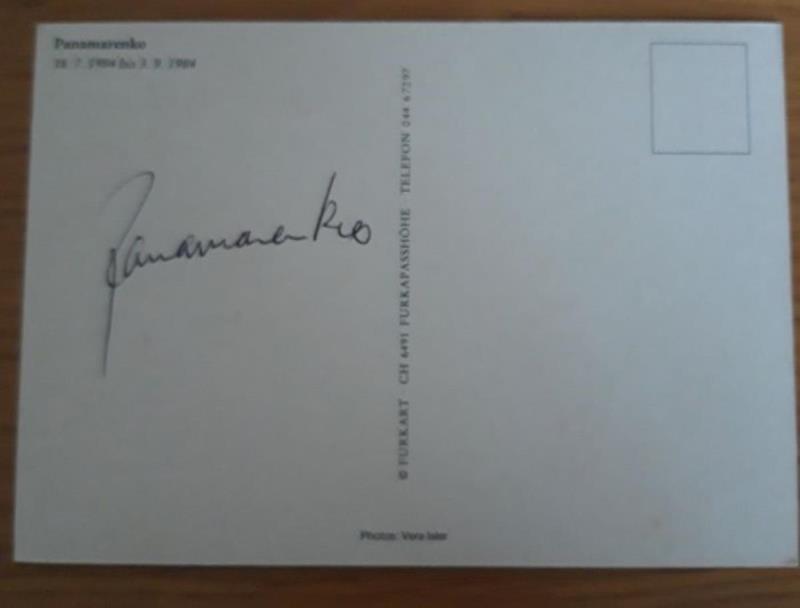 Panamarenko
28. 7. 1984 bis 3. 9. 1984
Panamarenko
© FURKART CH 6491 FURKAPASSHÖHE TELEFON 044 67297
Photos: Vera Isler